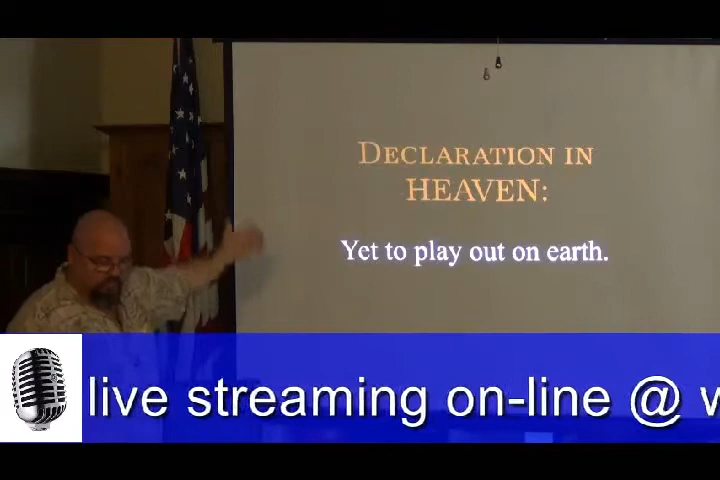 DECLARATION IN
HEAVEN:
Yet to play out on earth.
live streaming on-line @